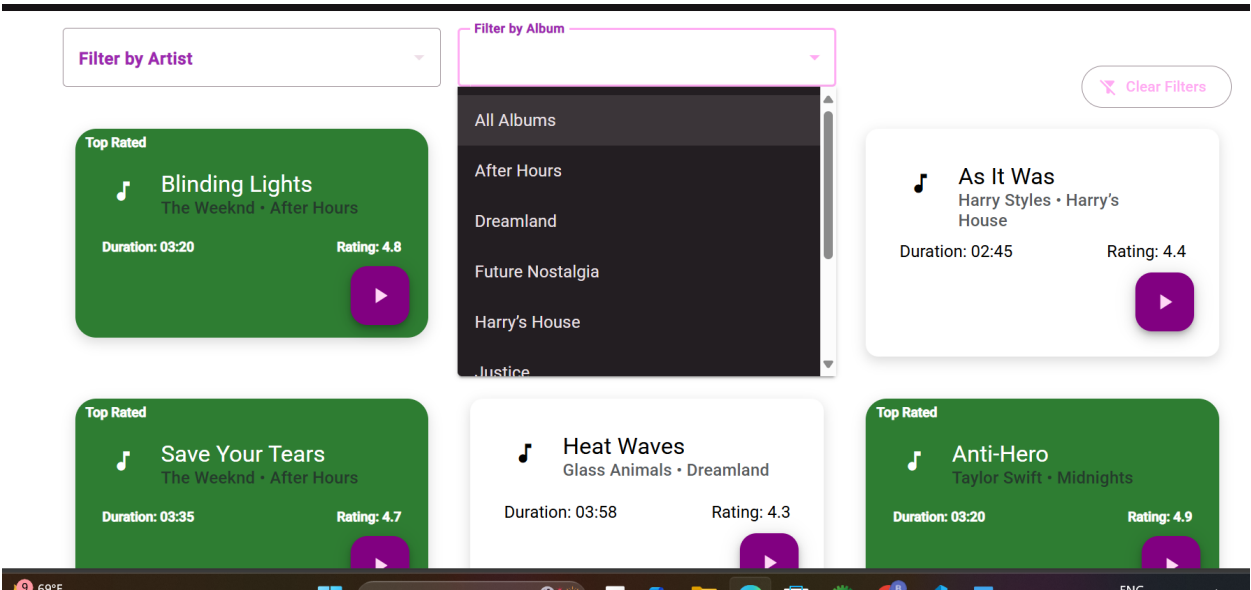 Filter by Artist
Filter by Album
Clear Filters
All Albums
After Hours
Dreamland
Future Nostalgia
Harry’s House
Justice
Top Rated
Blinding Lights
The Weeknd • After Hours
Duration: 03:20
Rating: 4.8
As It Was
Harry Styles • Harry’s
House
Duration: 02:45
Rating: 4.4
Top Rated
Save Your Tears
The Weeknd • After Hours
Duration: 03:35
Rating: 4.7
Heat Waves
Glass Animals • Dreamland
Duration: 03:58
Rating: 4.3
Top Rated
Anti-Hero
Taylor Swift • Midnights
Duration: 03:20
Rating: 4.9
9
69°F
ENG